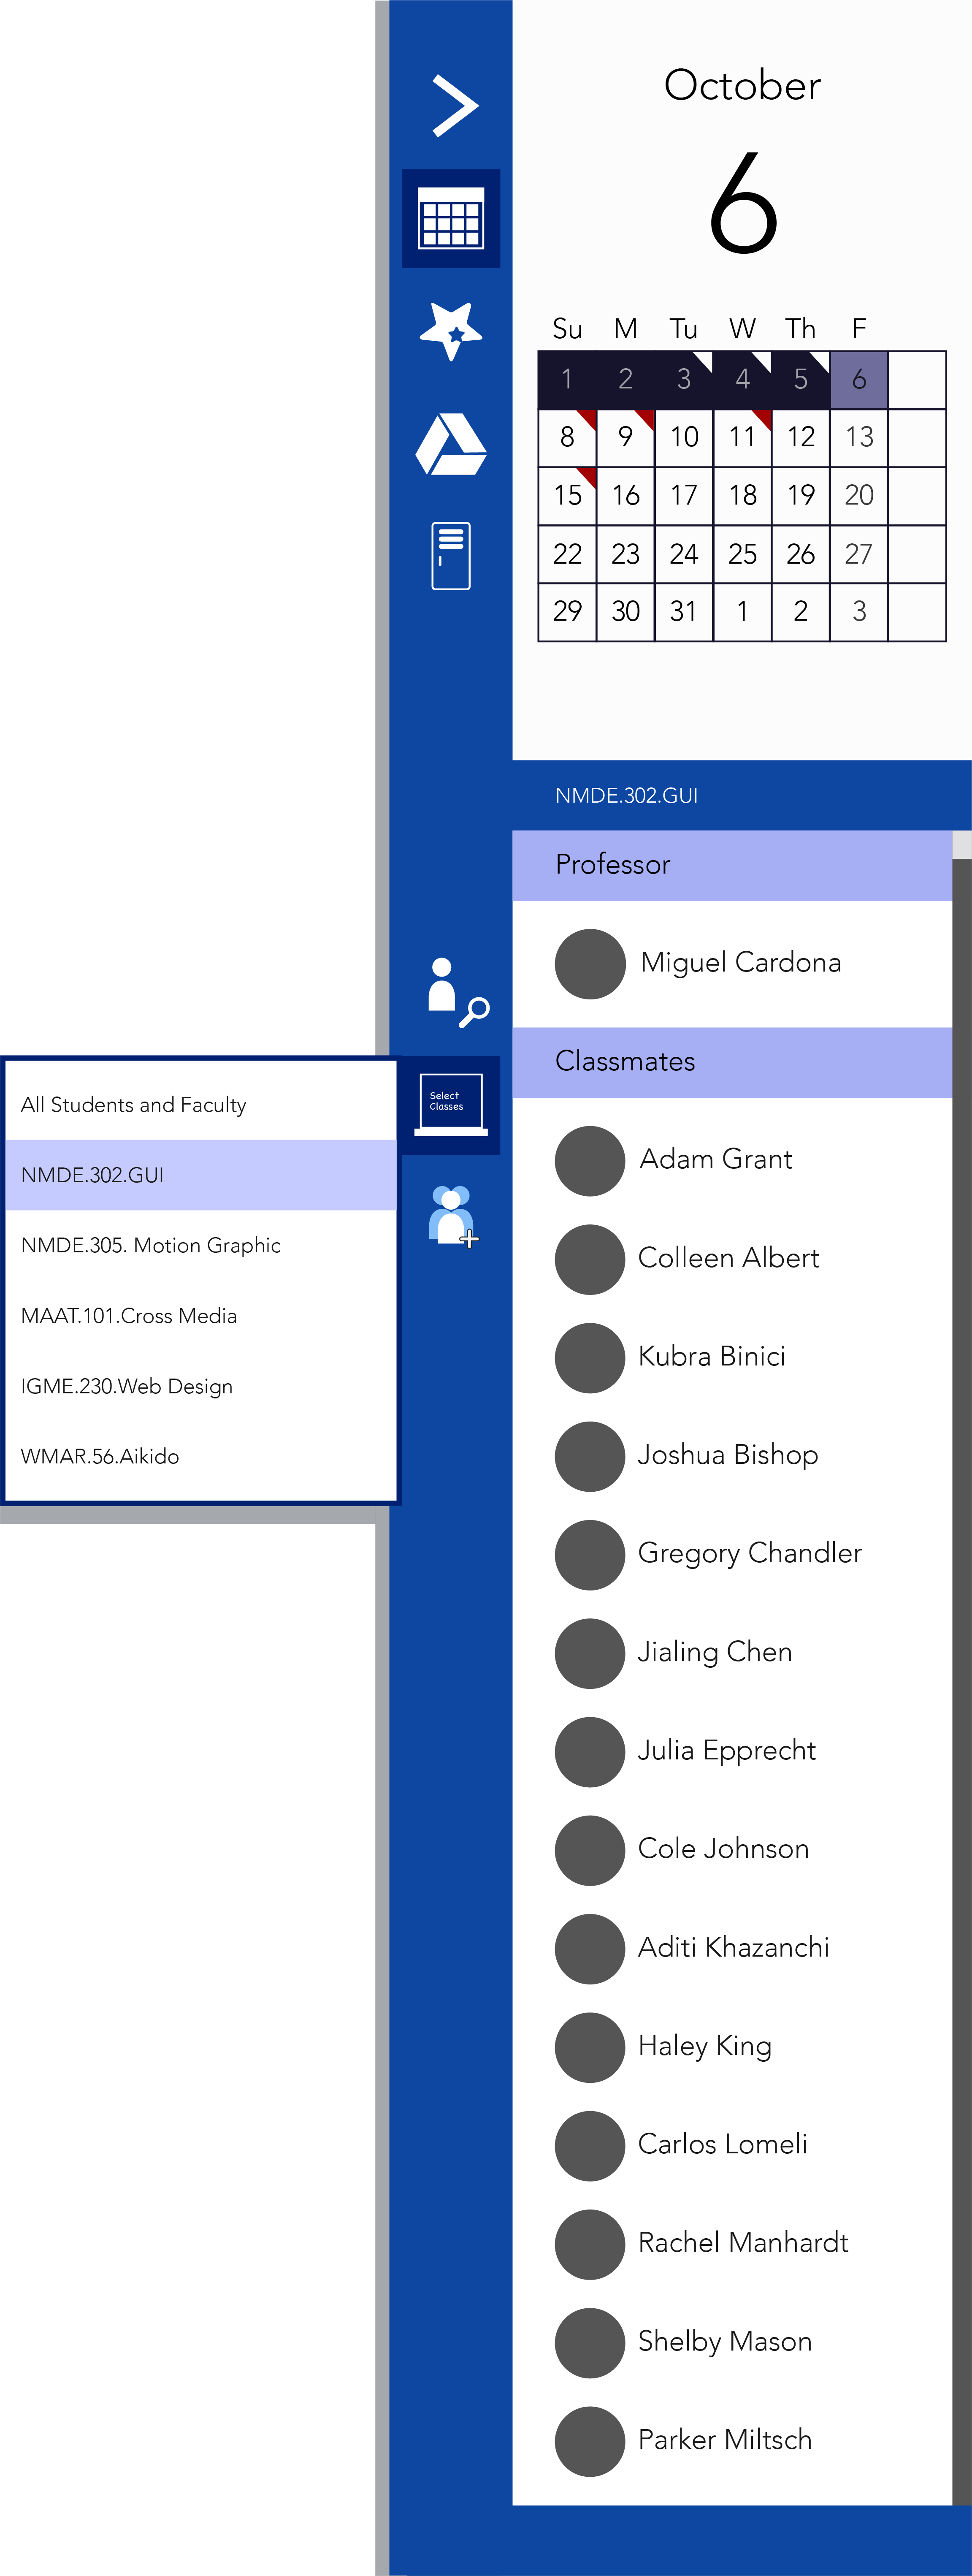 October
6
Su M Tu W Th F
1 2 3 4 5 6
8 9 10 11 12 13
15 16 17 18 19 20
22 23 24 25 26 27
29 30 31 1 2 3
NMDE.302.GUI
Professor
Miguel Cardona
Select
Classes
All Students and Faculty
NMDE.302.GUI
NMDE.305. Motion Graphic
MAAT.101.Cross Media
IGME.230.Web Design
WMAR.56.Aikido
Classmates
Adam Grant
Colleen Albert
Kubra Binici
Joshua Bishop
Gregory Chandler
Jialing Chen
Julia Epprecht
Cole Johnson
Aditi Khazanchi
Haley King
Carlos Lomeli
Rachel Manhardt
Shelby Mason
Parker Miltsch